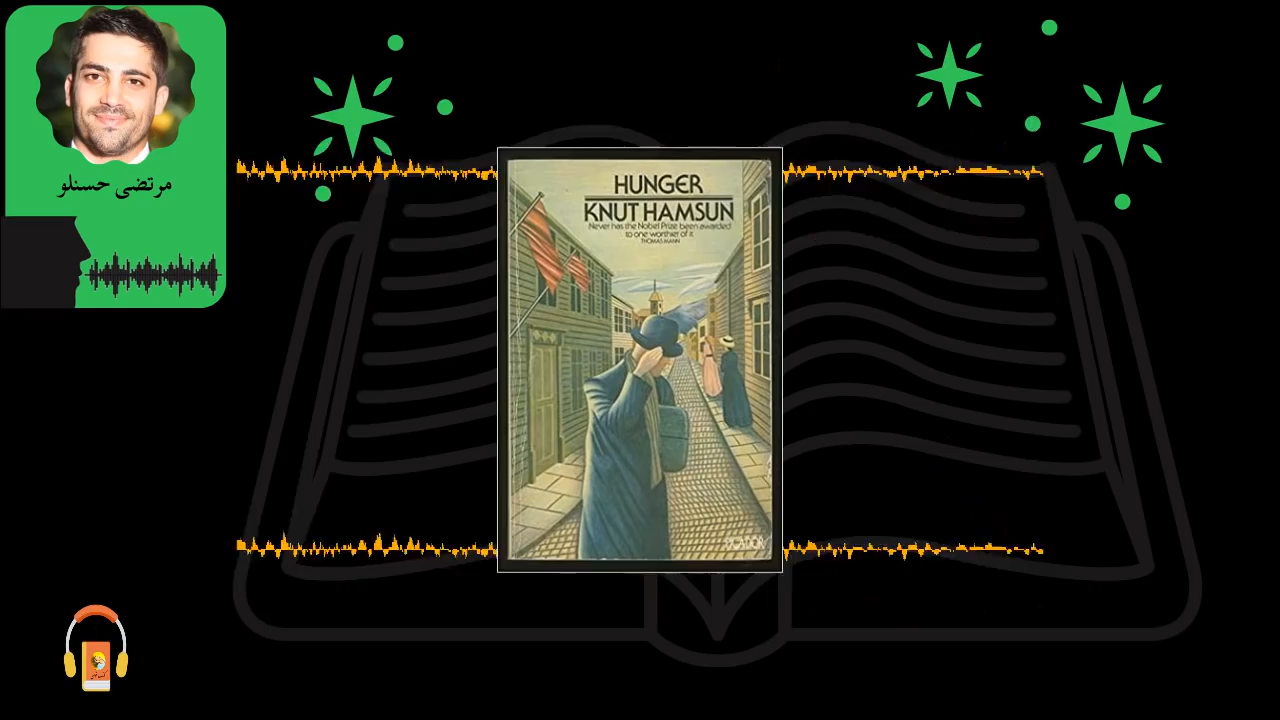 مرتضی حسنلو
HUNGER
KNUT HAMSUN
Never has the Nobel Prize been awarded
to one worthier of it
THOMAS MANN
PICADOR